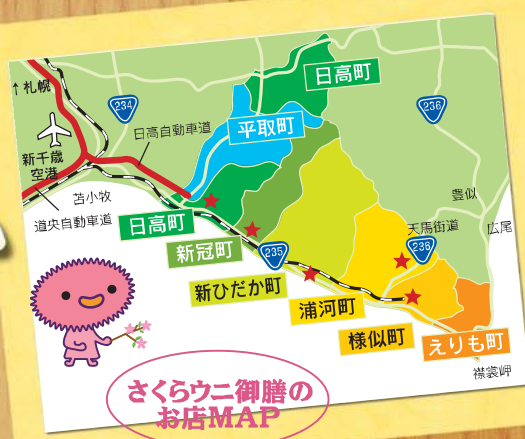 日高町
↑札幌
234
236
平取町
日高自動車道
新千歳
空港
苫小牧
道央自動車道
豊似
日高町
天馬街道
広尾
新冠町
236
235
新ひだか町
浦河町
様似町
えりも町
襟裳岬
さくらウニ御膳の
お店MAP